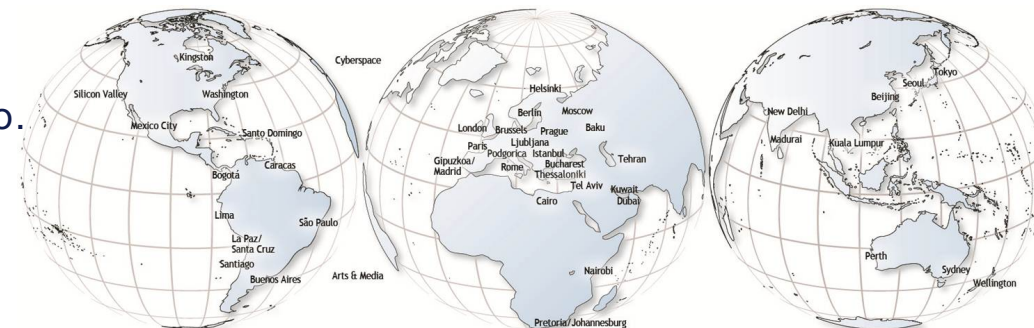 o.
Kingston
Cyberspace
Silicon Valley
Washington
Mexico City
Santo Domingo
Caracas
Bogotá
Lima
São Paulo
La Paz/
Santa Cruz
Santiago
Buenos Aires
Arts & Media
Helsinki
Berlin
Moscow
London
Brussels
Prague
Baku
Paris
Ljubljana
Podgorica
Istanbul
Gipuzkoa/
Madrid
Rome
Bucharest
Tehran
Thessaloniki
Tel Aviv
Kuwait
Cairo
Dubai
Nairobi
Pretoria/Johannesburg
Tokyo
Seoul
Beijing
New Delhi
Madurai
Kuala Lumpur
Perth
Sydney
Wellington